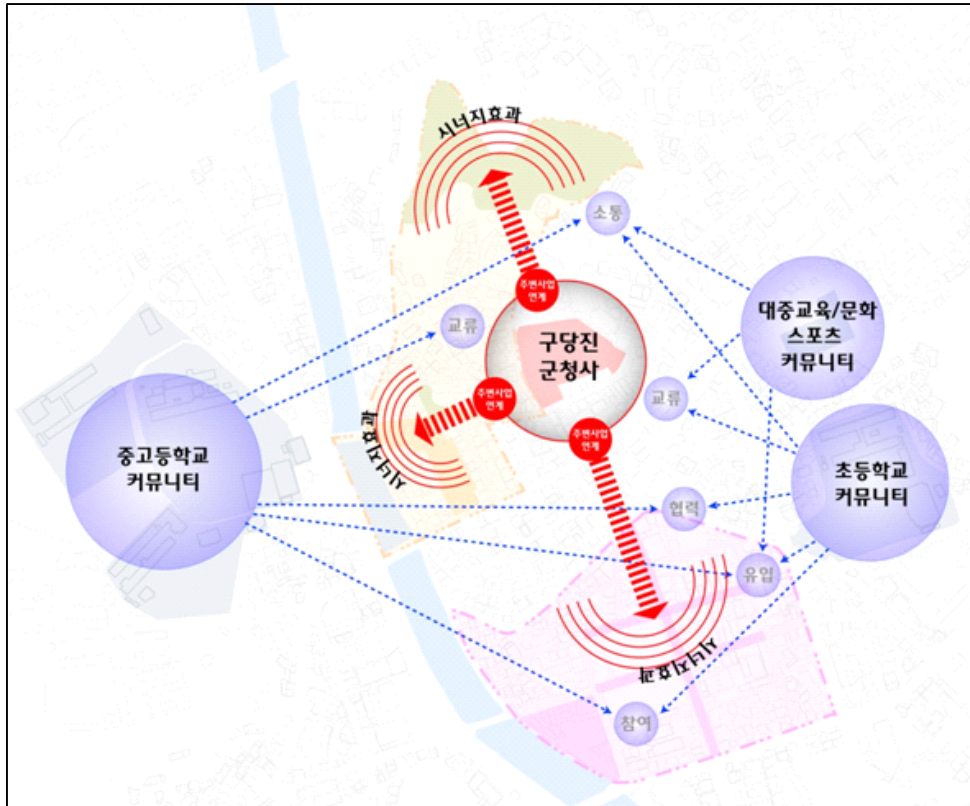 시너지효과
소통
주변사업
연계
대중교육/문화
스포츠
커뮤니티
교류
구당진
군청사
주변사업
연계
교류
시너지효과
주변사업
연계
중고등학교
커뮤니티
초등학교
커뮤니티
협력
유입
시너지효과
참여